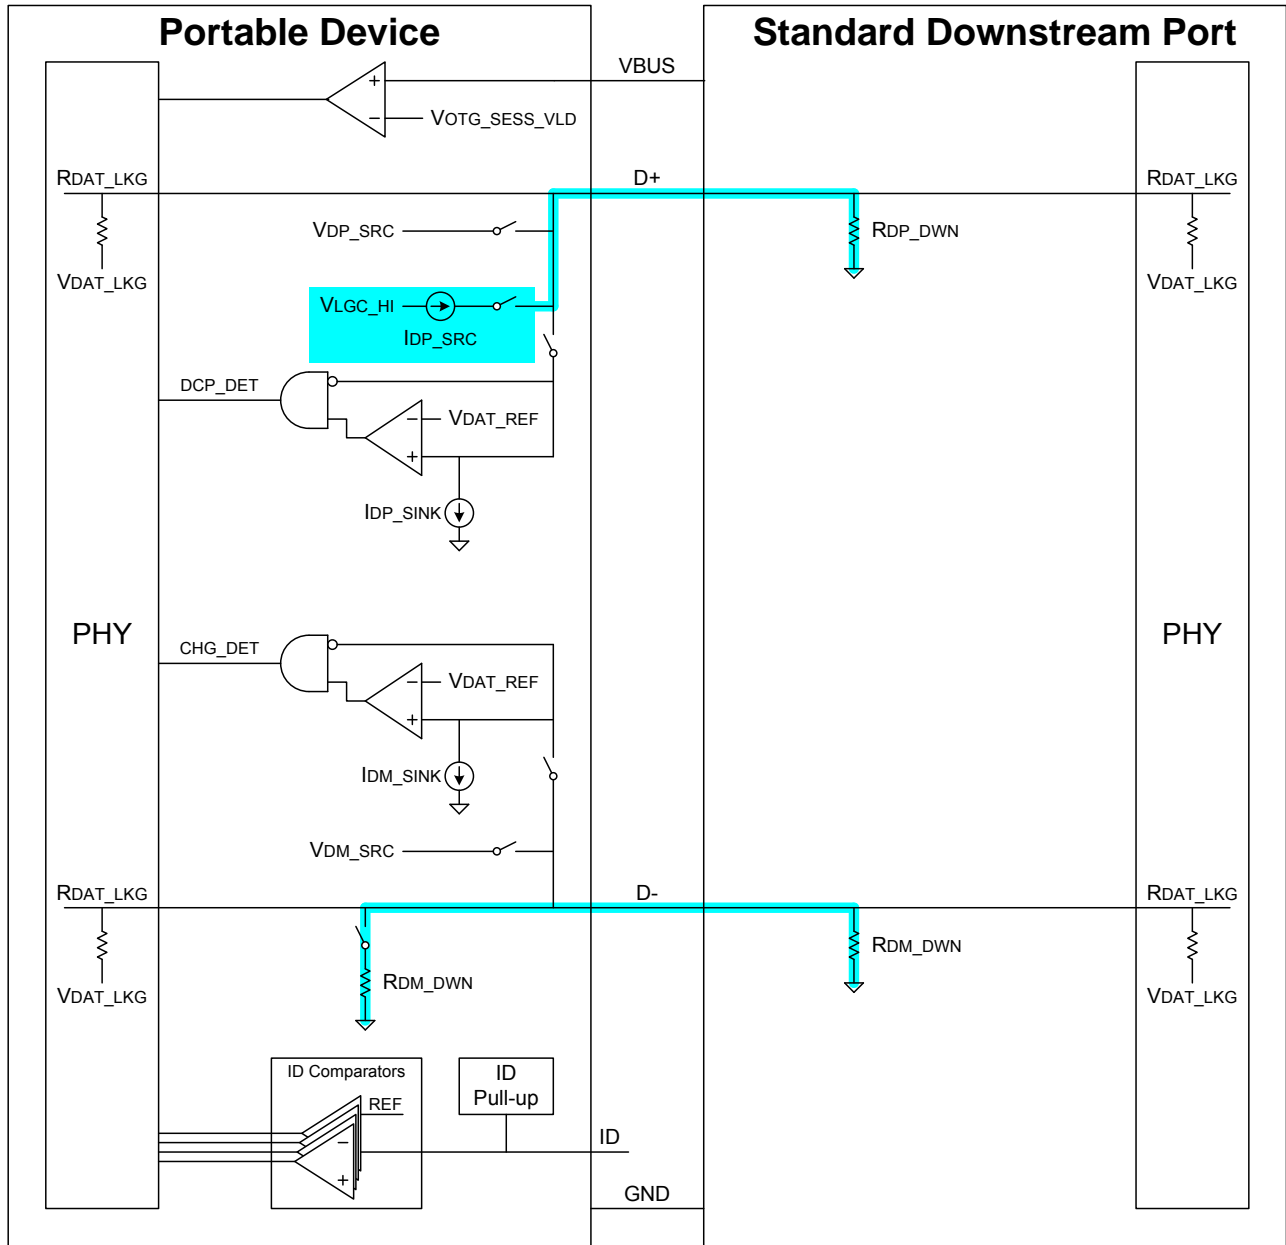 Portable Device
Standard Downstream Port
VBUS
+
−
VOTG_SESS_VLD
RDAT_LKG
D+
RDAT_LKG
VDP_SRC
RDP_DWN
VDAT_LKG
VDAT_LKG
VLGC_HI
IDP_SRC
DCP_DET
−
VDAT_REF
+
IDP_SINK
PHY
PHY
CHG_DET
−
VDAT_REF
+
IDM_SINK
VDM_SRC
RDAT_LKG
D-
RDAT_LKG
RDM_DWN
RDM_DWN
VDAT_LKG
VDAT_LKG
ID Comparators
REF
−
+
ID
Pull-up
ID
GND